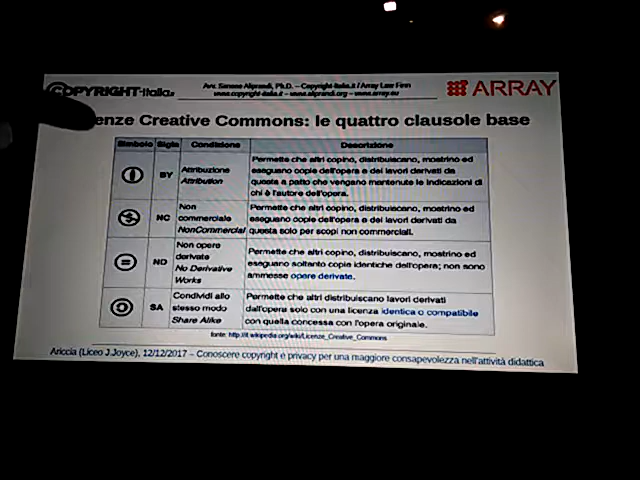 COPYRIGHT-Italia.it
Avv. Simone Aliprandi, Ph.D. – Copyright-Italia.it / Array Law Firm
www.copyright-italia.it – www.aliprandi.org – www.array.eu
ARRAY
enze Creative Commons: le quattro clausole base
Simbolo Sigla Condizione Descrizione
BY Attribuzione Attribution
Permette che altri copino, distribuiscano, mostrino ed
eseguano copie dell'opera e dei lavori derivati da
questa a patto che vengano mantenute le indicazioni di
chi è l'autore dell'opera.
NC Non commerciale NonCommercial
Permette che altri copino, distribuiscano, mostrino ed
eseguano copie dell'opera e dei lavori derivati da
questa solo per scopi non commerciali.
ND Non opere derivate No Derivative Works
Permette che altri copino, distribuiscano, mostrino ed
eseguano soltanto copie identiche dell'opera; non sono
ammesse opere derivate.
SA Condividi allo stesso modo Share Alike
Permette che altri distribuiscano lavori derivati
dall'opera solo con una licenza identica o compatibile
con quella concessa con l'opera originale.
fonte: http://it.wikipedia.org/wiki/Licenze_Creative_Commons
Ariccia (Liceo J.Joyce), 12/12/2017 – Conoscere copyright e privacy per una maggiore consapevolezza nell'attività didattica